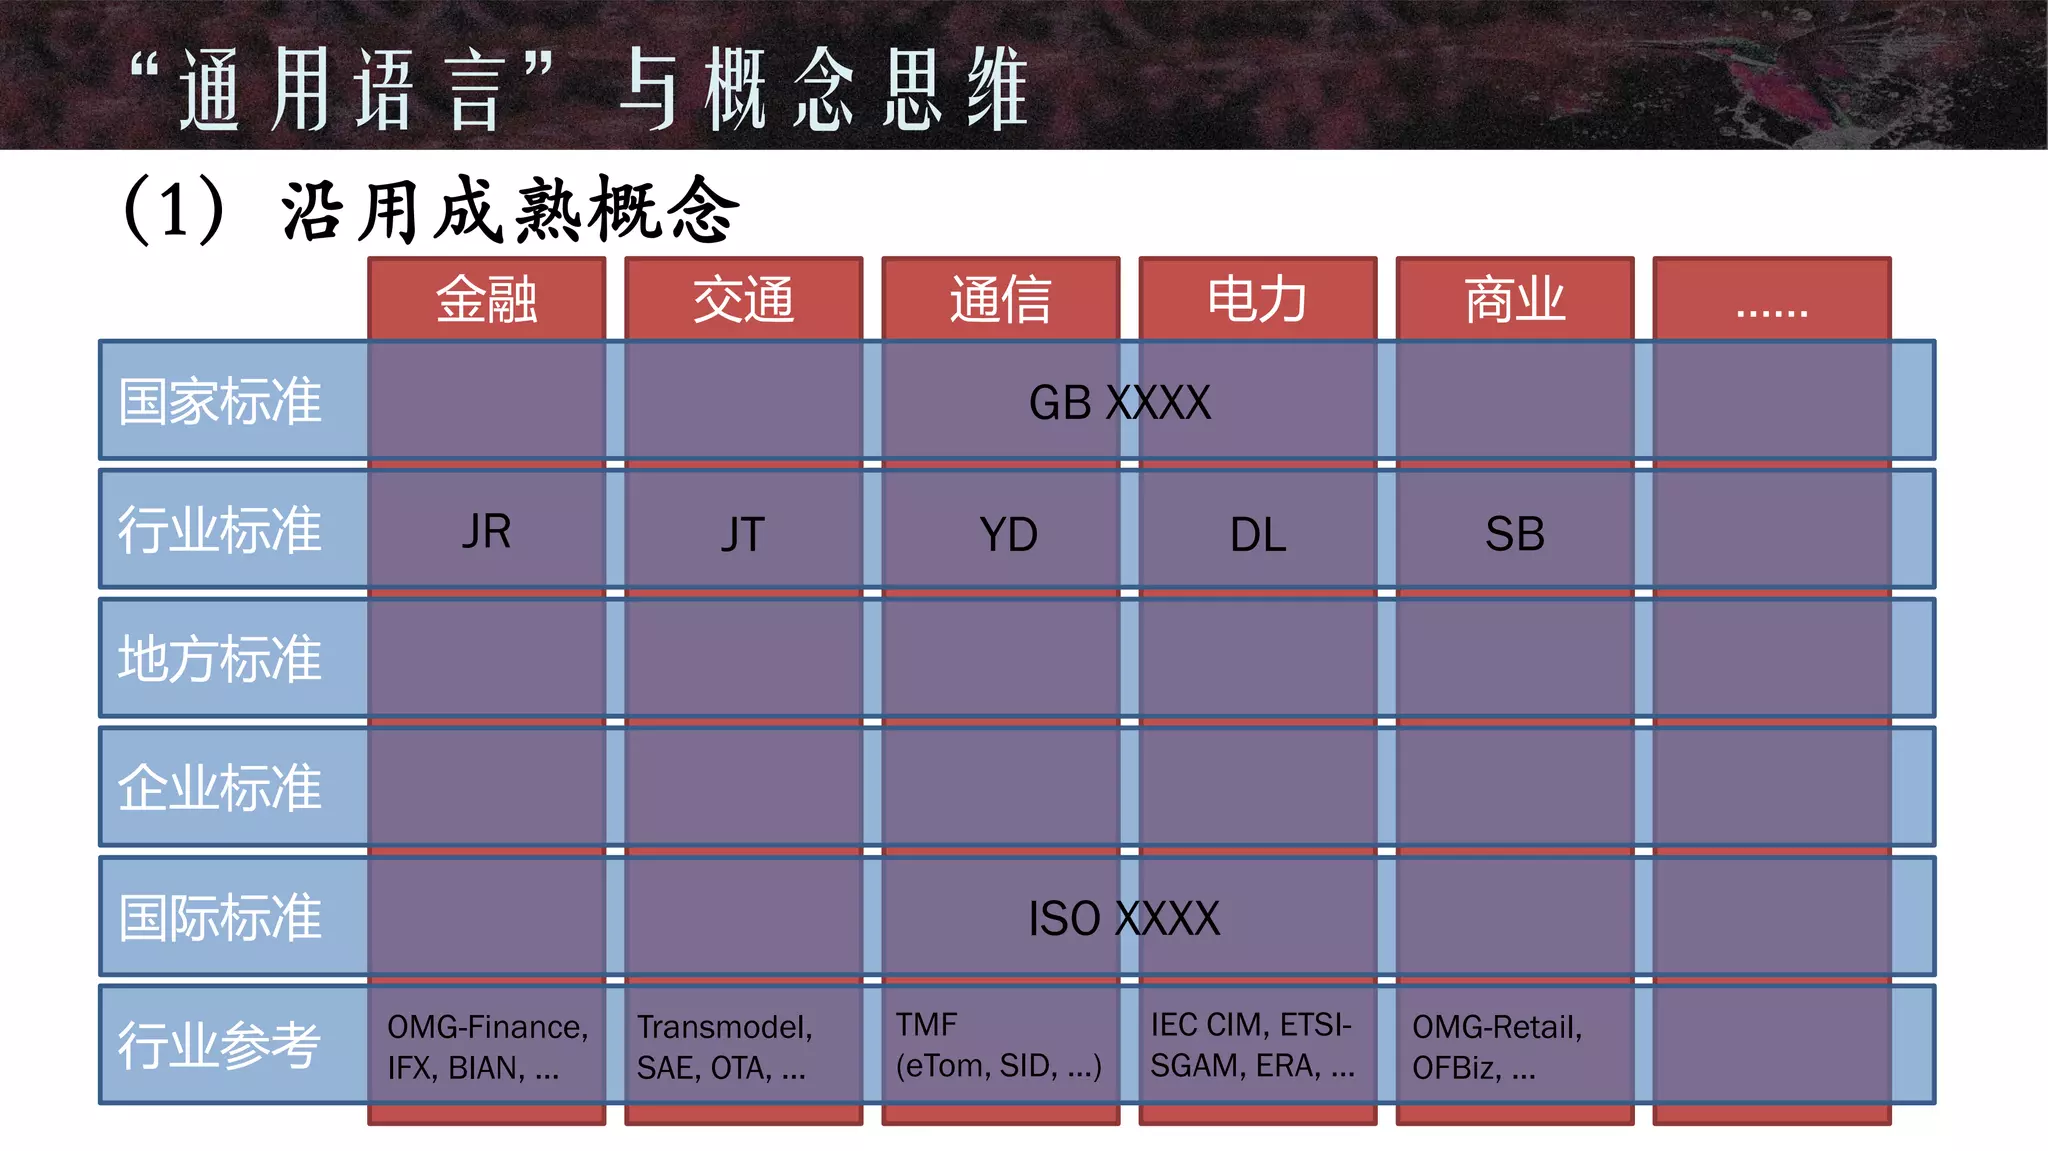 “通用语言”与概念思维
(1) 沿用成熟概念
金融 交通 通信 电力 商业 ......
国家标准 GB XXXX
行业标准 JR JT YD DL SB
地方标准
企业标准
国际标准 ISO XXXX
行业参考
OMG-Finance,
IFX, BIAN, ...
Transmodel,
SAE, OTA, ...
TMF
(eTom, SID, ...)
IEC CIM, ETSI-
SGAM, ERA, ...
OMG-Retail,
OFBiz, ...